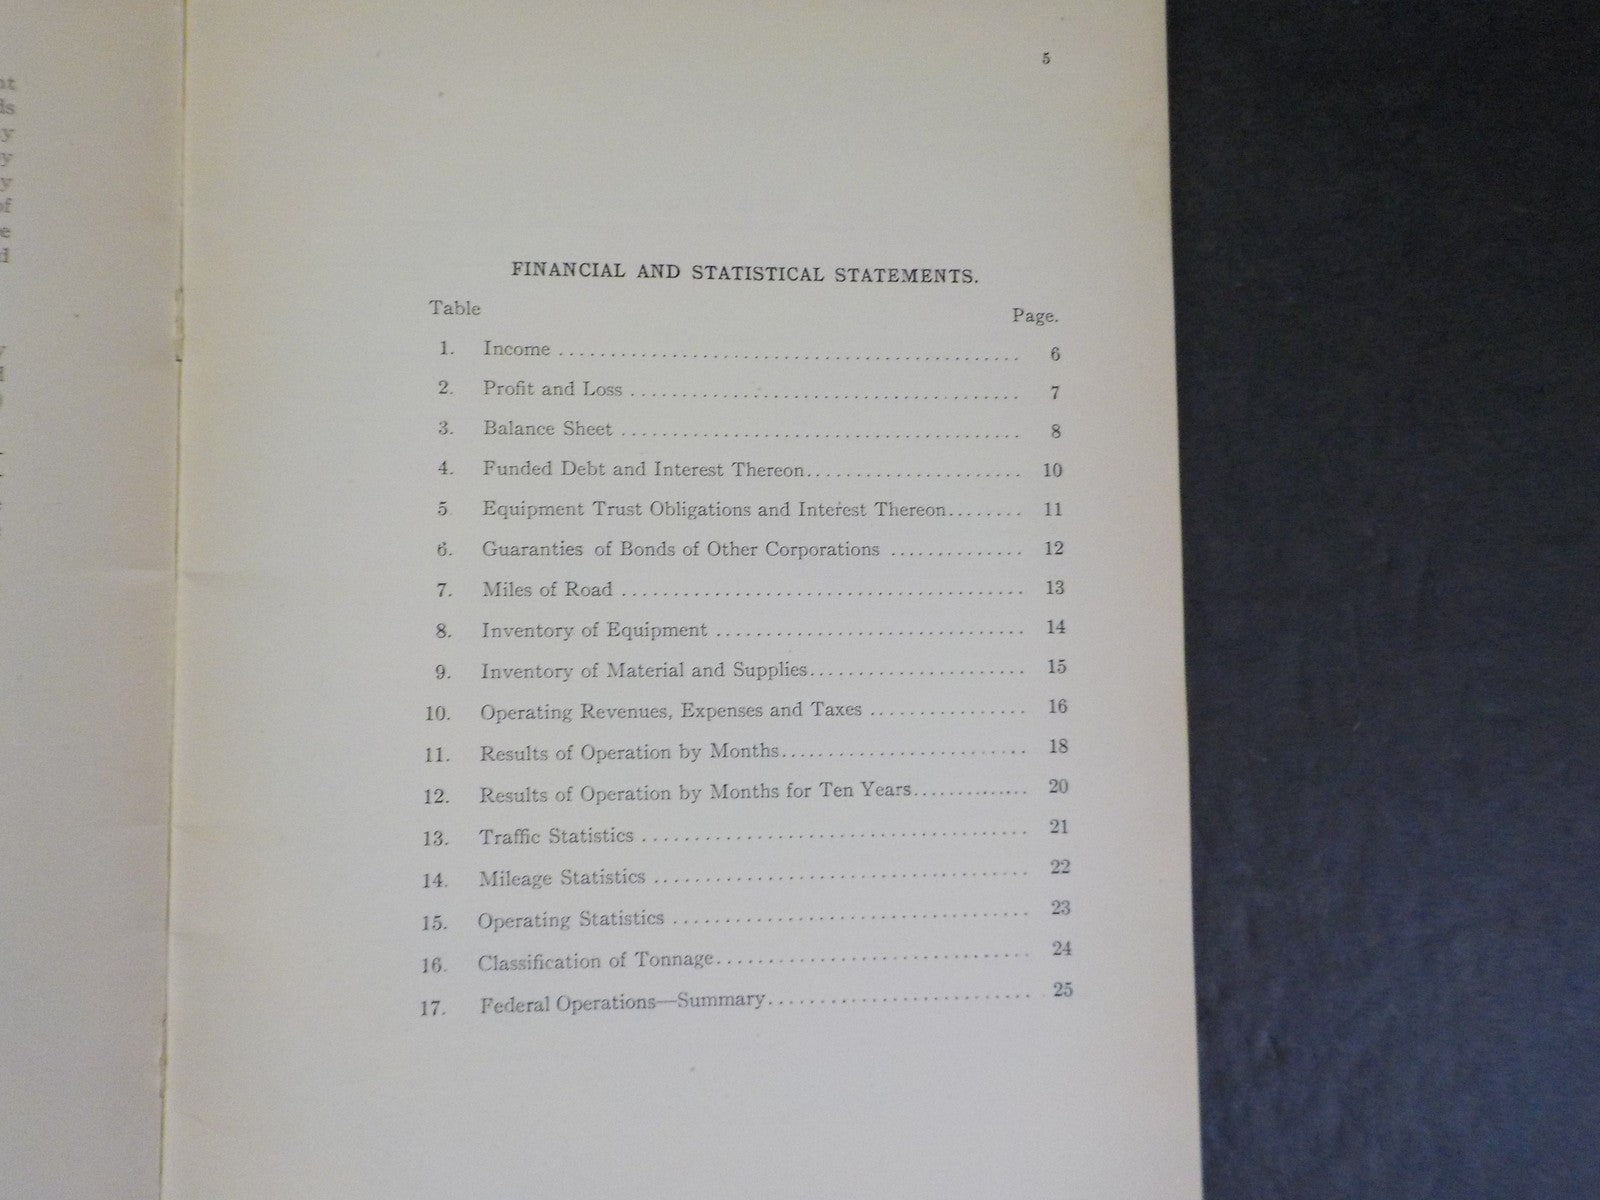 5
FINANCIAL AND STATISTICAL STATEMENTS.
Table Page.
1. Income ............................................. 6
2. Profit and Loss ...................................... 7
3. Balance Sheet ....................................... 8
4. Funded Debt and Interest Thereon..................... 10
5 Equipment Trust Obligations and Interest Thereon........ 11
6. Guaranties of Bonds of Other Corporations .............. 12
7. Miles of Road ....................................... 13
8. Inventory of Equipment .............................. 14
9. Inventory of Material and Supplies..................... 15
10. Operating Revenues, Expenses and Taxes ................ 16
11. Results of Operation by Months........................ 18
12. Results of Operation by Months for Ten Years.............. 20
13. Traffic Statistics ...................................... 21
14. Mileage Statistics ..................................... 22
15. Operating Statistics ................................... 23
16. Classification of Tonnage............................... 24
17. Federal Operations—Summary.......................... 25